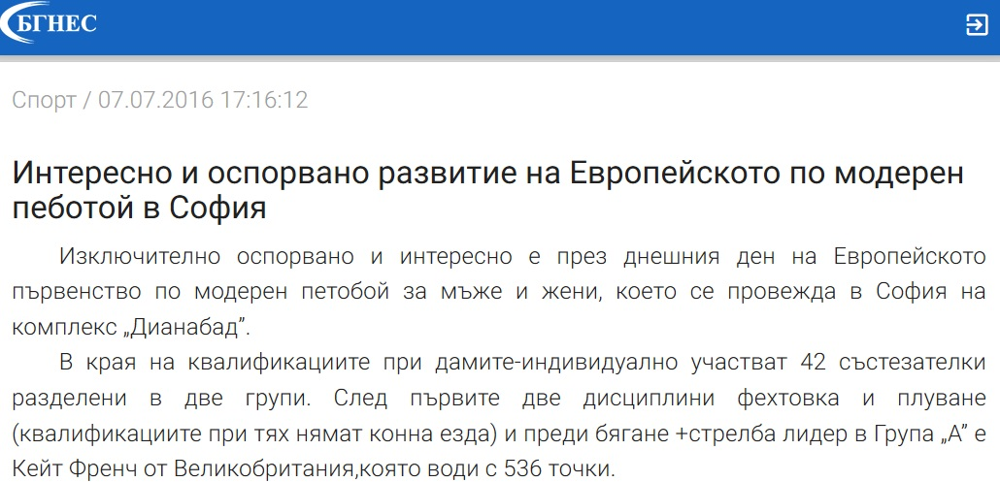 БГНЕС
Спорт / 07.07.2016 17:16:12
Интересно и оспорвано развитие на Европейското по модерен
пеботой в София
Изключително оспорвано и интересно е през днешния ден на Европейското
първенство по модерен петобой за мъже и жени, което се провежда в София на
комплекс „Дианабад”.
В края на квалификациите при дамите-индивидуално участват 42 състезателки
разделени в две групи. След първите две дисциплини фехтовка и плуване
(квалификациите при тях нямат конна езда) и преди бягане +стрелба лидер в Група „А” е
Кейт Френч от Великобритания,която води с 536 точки.